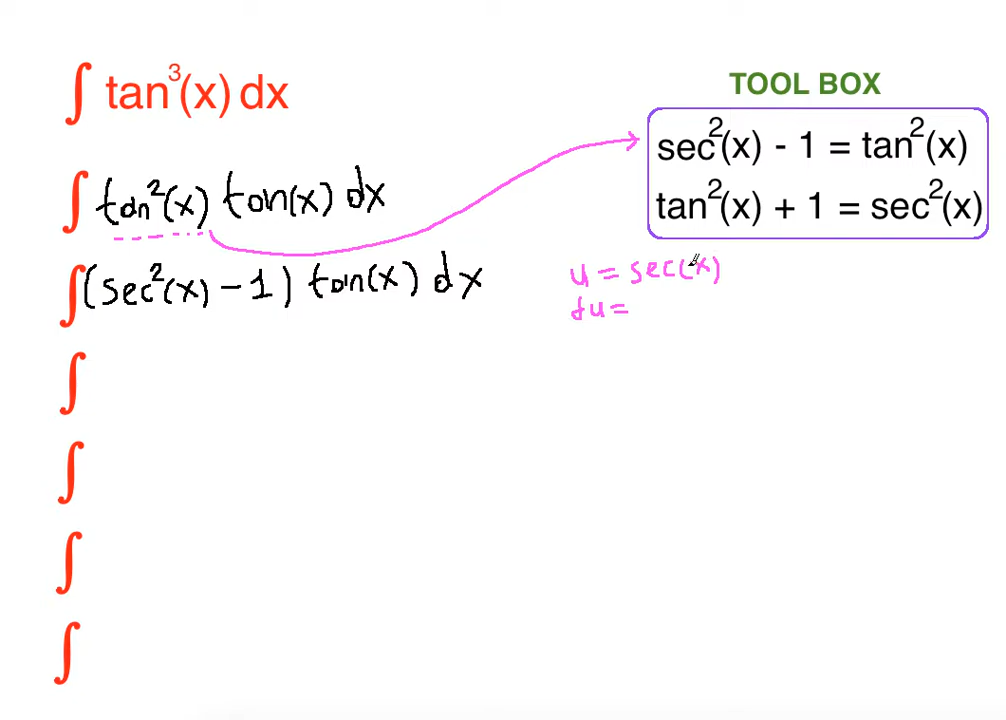 ∫ tan³(x) dx
TOOL BOX
sec²(x) - 1 = tan²(x)
tan²(x) + 1 = sec²(x)
∫ tan²(x) tan(x) dx
∫ (sec²(x) - 1) tan(x) dx
u = sec(x)
du =
∫
∫
∫
∫